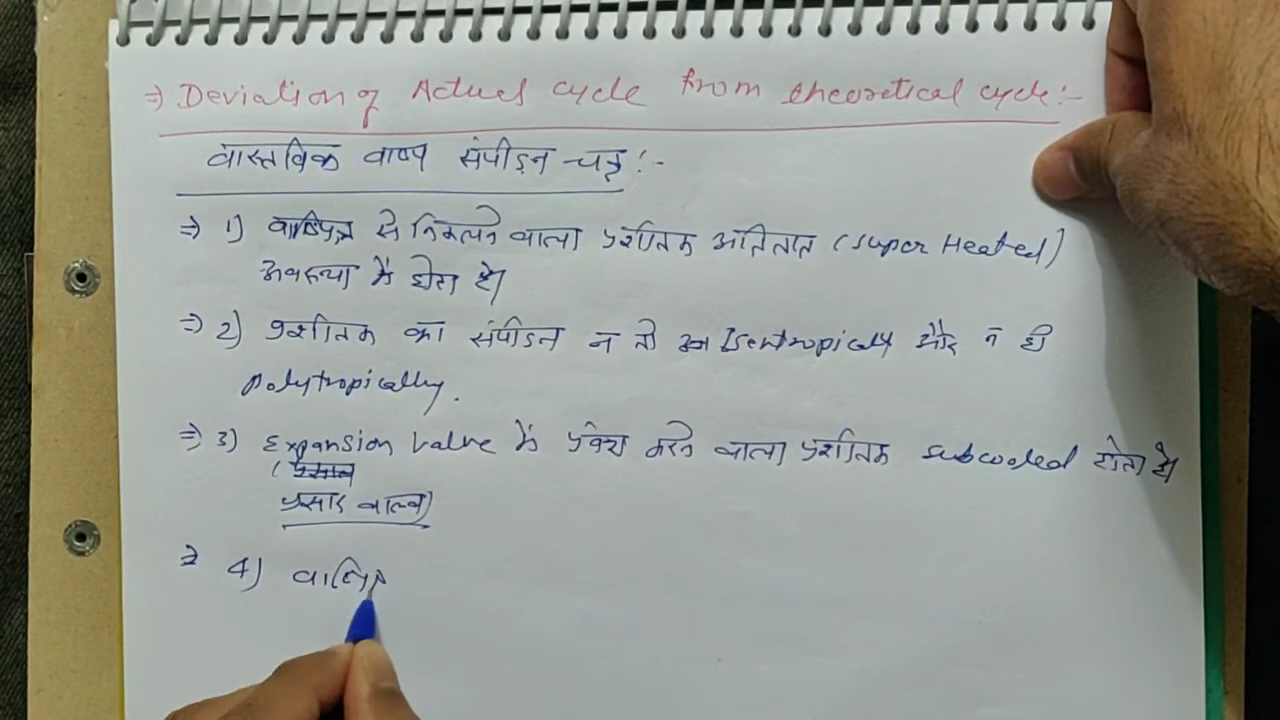 ⇒ Deviation of Actual cycle from theoretical cycle :-
वास्तविक वाष्प संपीड़न चक्र :-
⇒ 1) वाष्पित्र से निकलने वाला प्रशीतक अतितप्त (Super Heated)
अवस्था में होता है।
⇒ 2) प्रशीतक का संपीडन न तो Isentropically और न ही
polytropically.
⇒ 3) Expansion Valve में प्रवेश करने वाला प्रशीतक subcooled होता है।
(
प्रसार वाल्व)
⇒ 4)